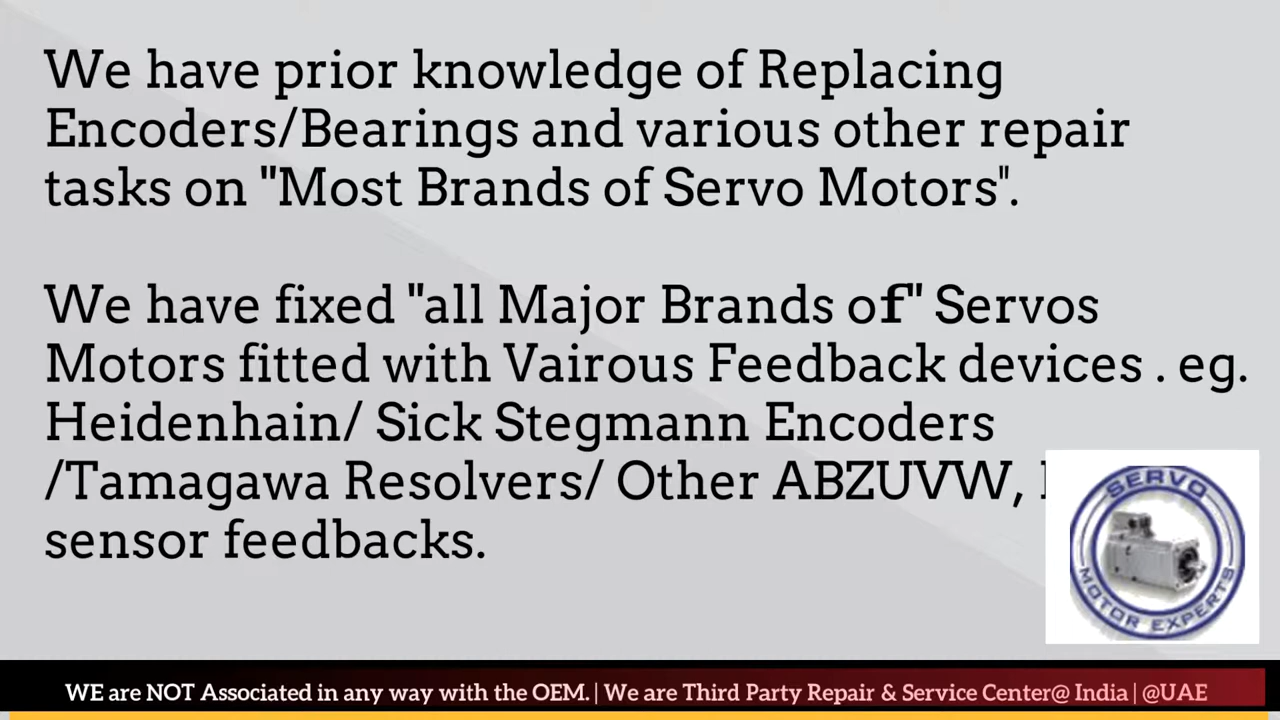 We have prior knowledge of Replacing
Encoders/Bearings and various other repair
tasks on "Most Brands of Servo Motors".
We have fixed "all Major Brands of" Servos
Motors fitted with Vairous Feedback devices . eg.
Heidenhain/ Sick Stegmann Encoders
/Tamagawa Resolvers/ Other ABZUVW,
sensor feedbacks.
SERVO
MOTOR EXPERTS
WE are NOT Associated in any way with the OEM. | We are Third Party Repair & Service Center@ India | @UAE